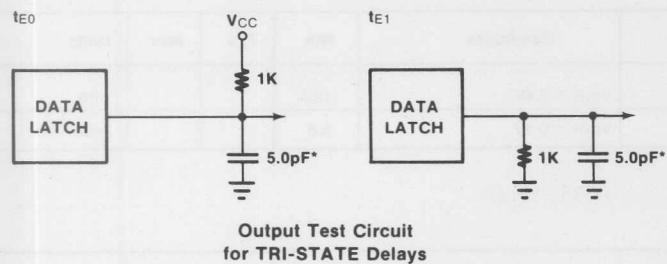 tE0
VCC
tE1
1K
DATA
LATCH
5.0pF*
DATA
LATCH
1K
5.0pF*
Output Test Circuit
for TRI-STATE Delays